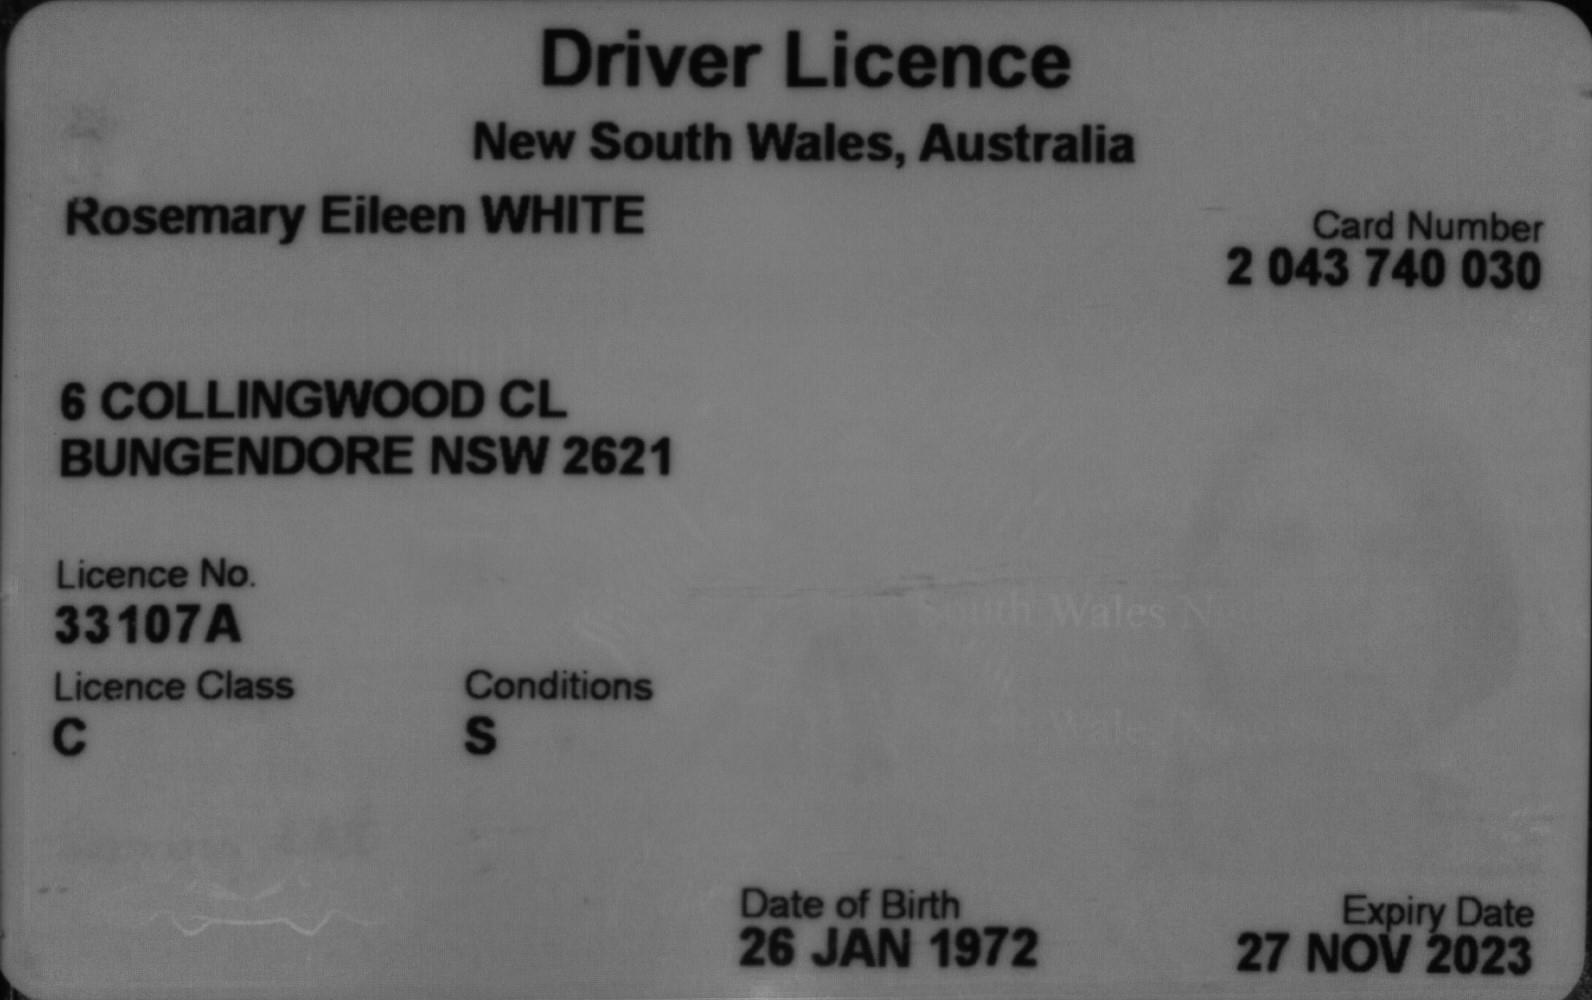 Driver Licence
New South Wales, Australia
Rosemary Eileen WHITE
Card Number
2 043 740 030
6 COLLINGWOOD CL
BUNGENDORE NSW 2621
Licence No.
33107A
South Wales
Licence Class
Conditions
C
S
Wales
Date of Birth
26 JAN 1972
Expiry Date
27 NOV 2023